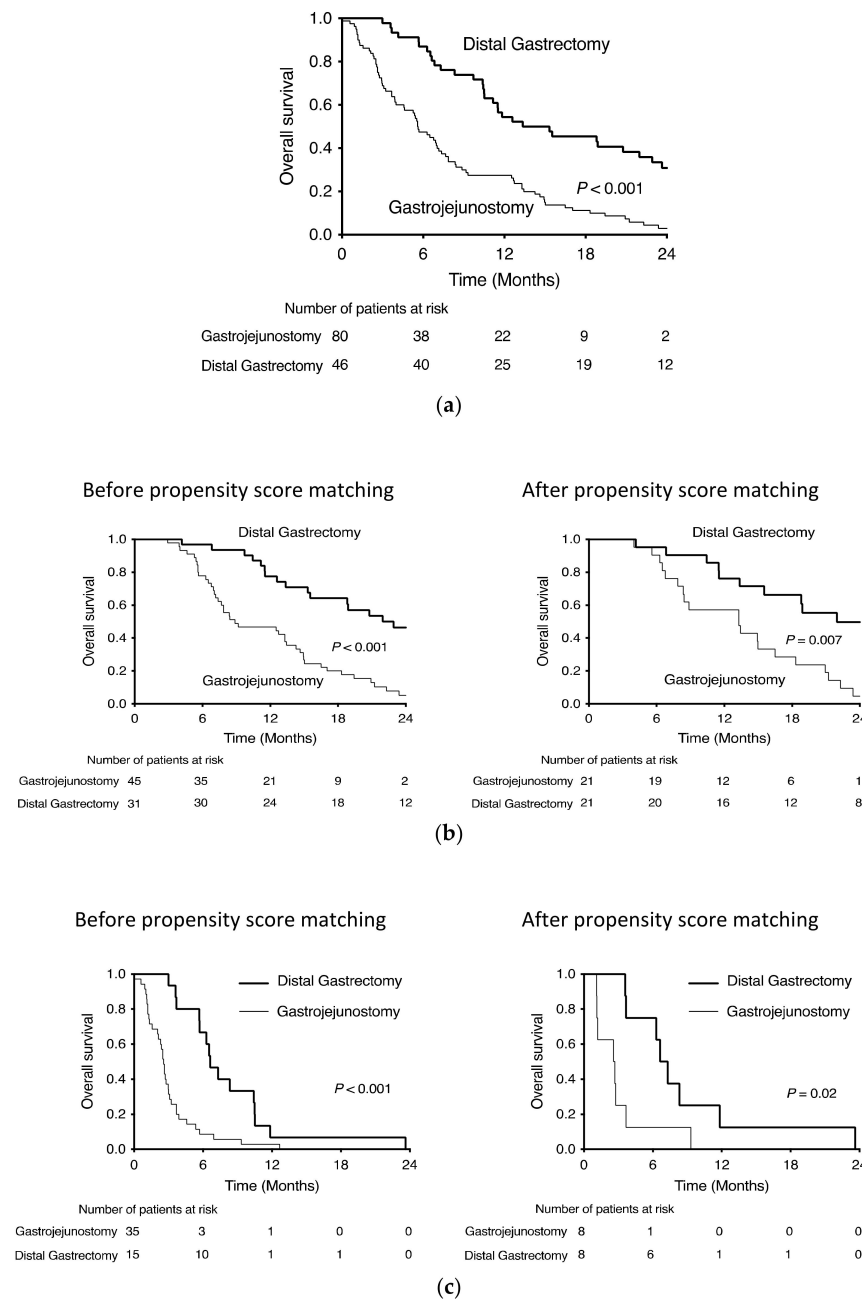 1.0
Distal Gastrectomy
0.8
0.6
Overall survival
0.4
P < 0.001
0.2
Gastrojejunostomy
0.0
0 6 12 18 24
Time (Months)
Number of patients at risk
Gastrojejunostomy 80 38 22 9 2
Distal Gastrectomy 46 40 25 19 12
(a)
Before propensity score matching
1.0
Distal Gastrectomy
0.8
0.6
Overall survival
0.4
P < 0.001
0.2
Gastrojejunostomy
0.0
0 6 12 18 24
Time (Months)
Number of patients at risk
Gastrojejunostomy 45 35 21 9 2
Distal Gastrectomy 31 30 24 18 12
After propensity score matching
1.0
Distal Gastrectomy
0.8
0.6
Overall survival
0.4
P = 0.007
0.2
Gastrojejunostomy
0.0
0 6 12 18 24
Time (Months)
Number of patients at risk
Gastrojejunostomy 21 19 12 6 1
Distal Gastrectomy 21 20 16 12 8
(b)
Before propensity score matching
1.0
Distal Gastrectomy
0.8
Gastrojejunostomy
0.6
Overall survival
0.4
P < 0.001
0.2
0.0
0 6 12 18 24
Time (Months)
Number of patients at risk
Gastrojejunostomy 35 3 1 0 0
Distal Gastrectomy 15 10 1 1 0
After propensity score matching
1.0
Distal Gastrectomy
0.8
Gastrojejunostomy
0.6
Overall survival
0.4
P = 0.02
0.2
0.0
0 6 12 18 24
Time (Months)
Number of patients at risk
Gastrojejunostomy 8 1 0 0 0
Distal Gastrectomy 8 6 1 1 0
(c)